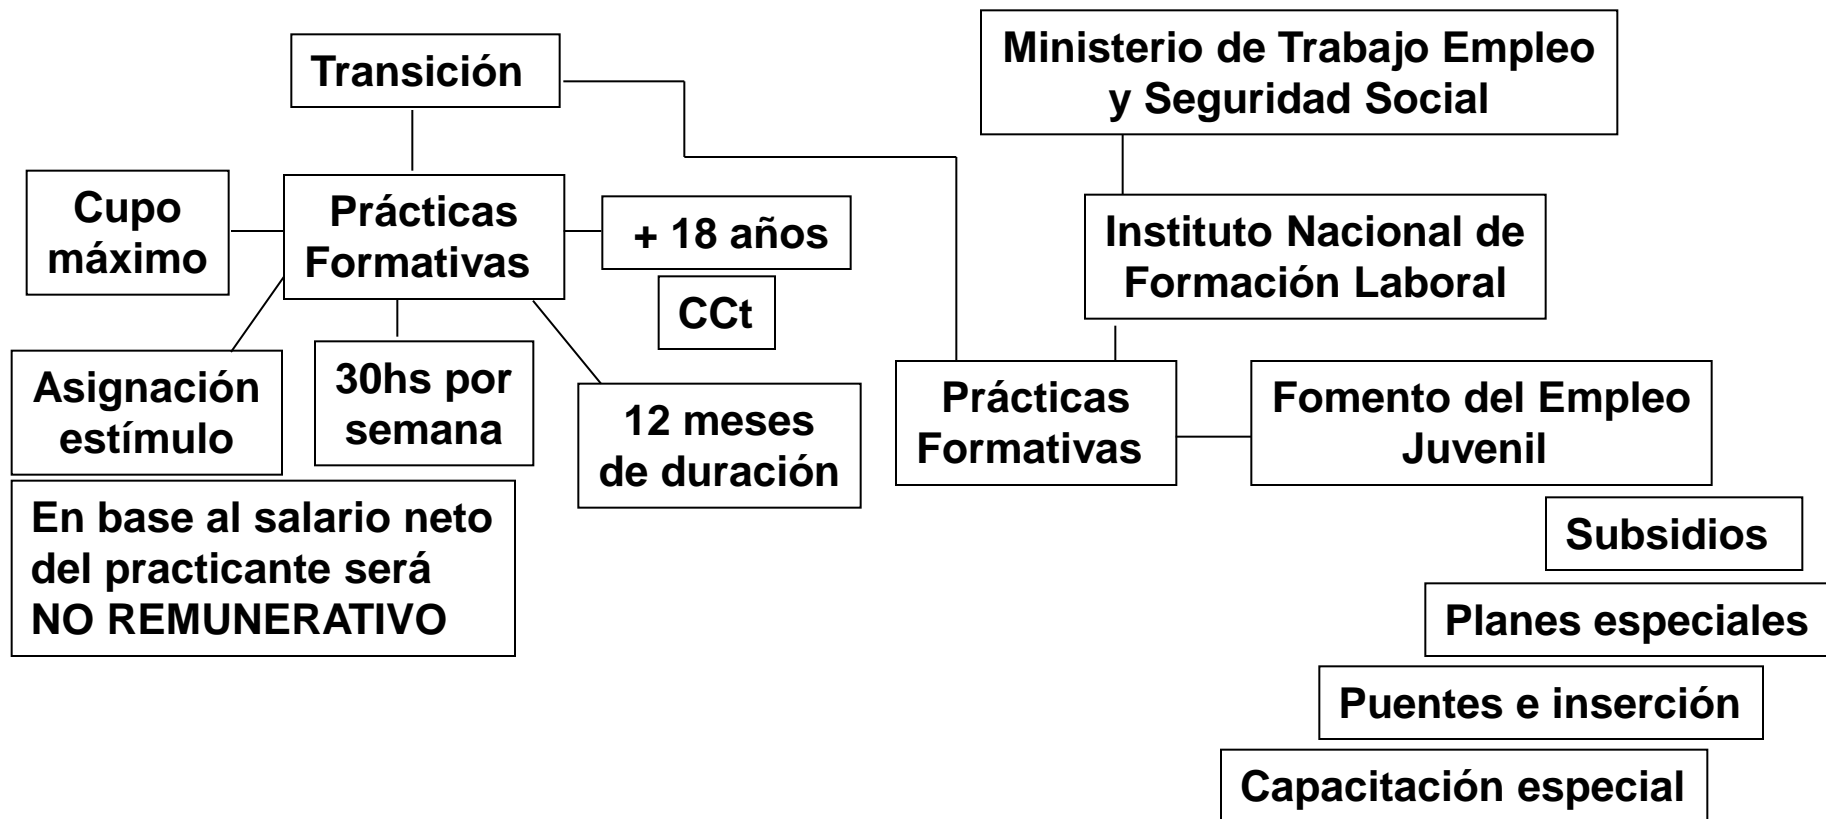 Transición
Ministerio de Trabajo Empleo
y Seguridad Social
Cupo
máximo
Prácticas
Formativas
+ 18 años
CCt
Instituto Nacional de
Formación Laboral
Asignación
estímulo
30hs por
semana
12 meses
de duración
Prácticas
Formativas
Fomento del Empleo
Juvenil
En base al salario neto
del practicante será
NO REMUNERATIVO
Subsidios
Planes especiales
Puentes e inserción
Capacitación especial